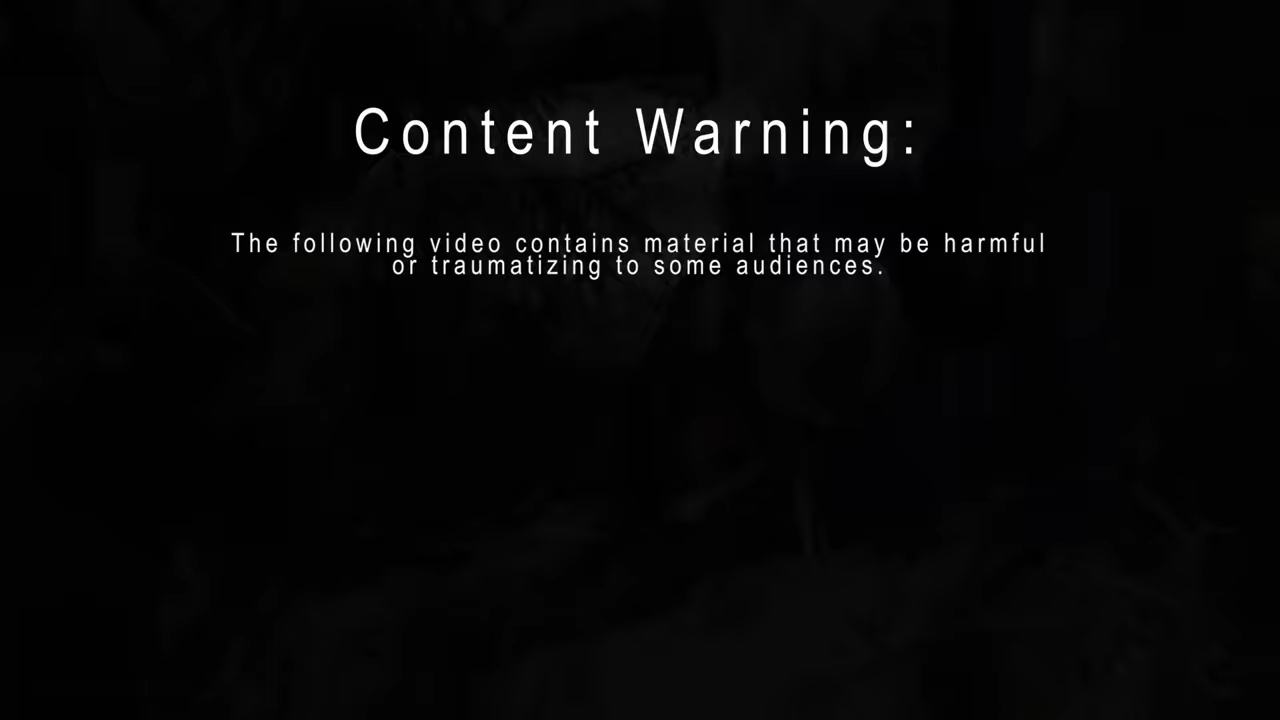 Content Warning:
The following video contains material that may be harmful
or traumatizing to some audiences.